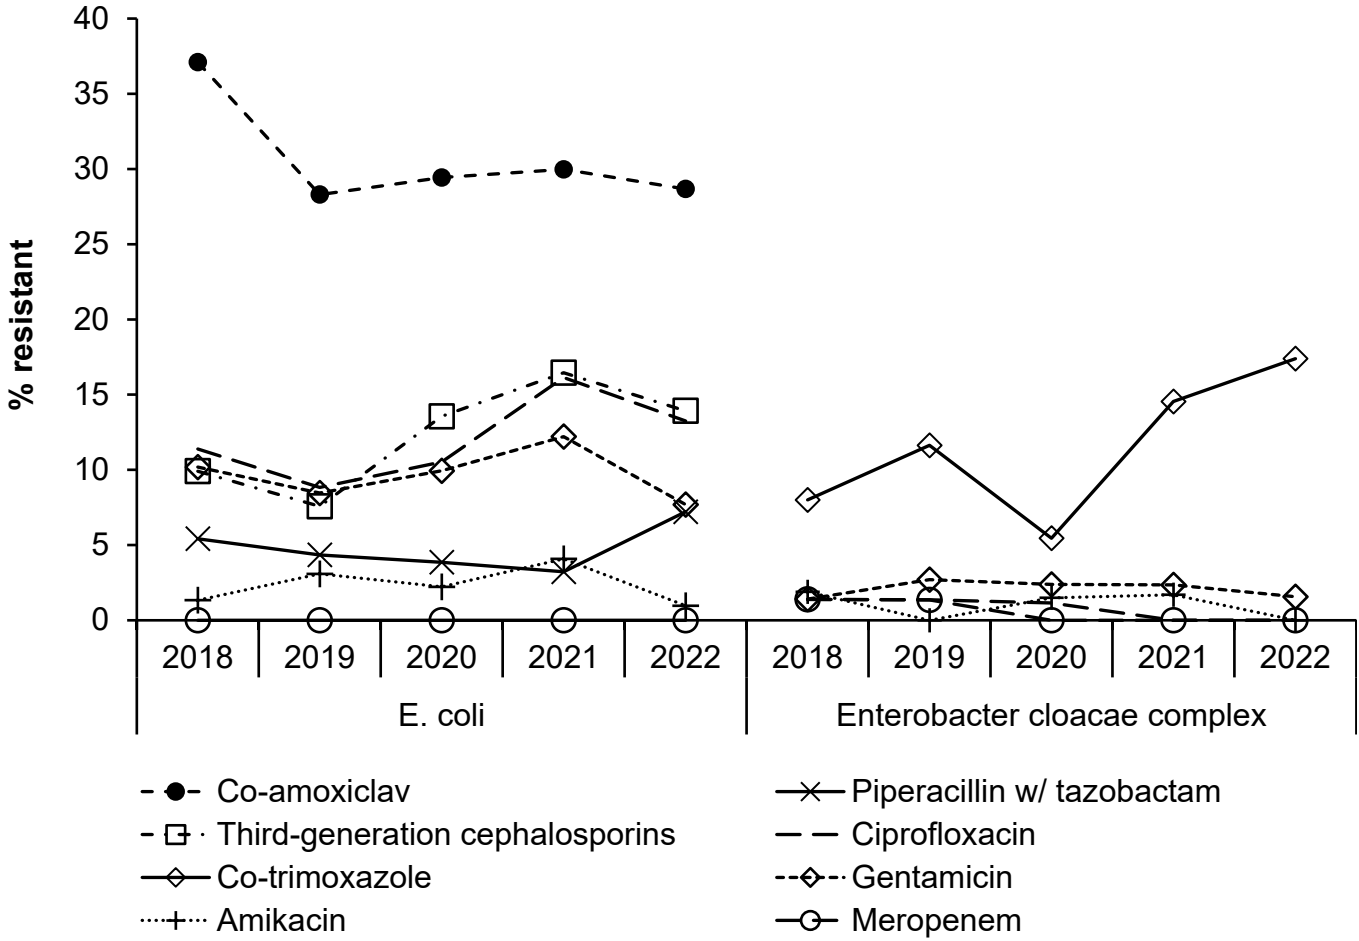 40
35
30
25
20
15
10
5
0
% resistant
2018 2019 2020 2021 2022 2018 2019 2020 2021 2022
E. coli Enterobacter cloacae complex
Co-amoxiclav Piperacillin w/ tazobactam
Third-generation cephalosporins Ciprofloxacin
Co-trimoxazole Gentamicin
Amikacin Meropenem